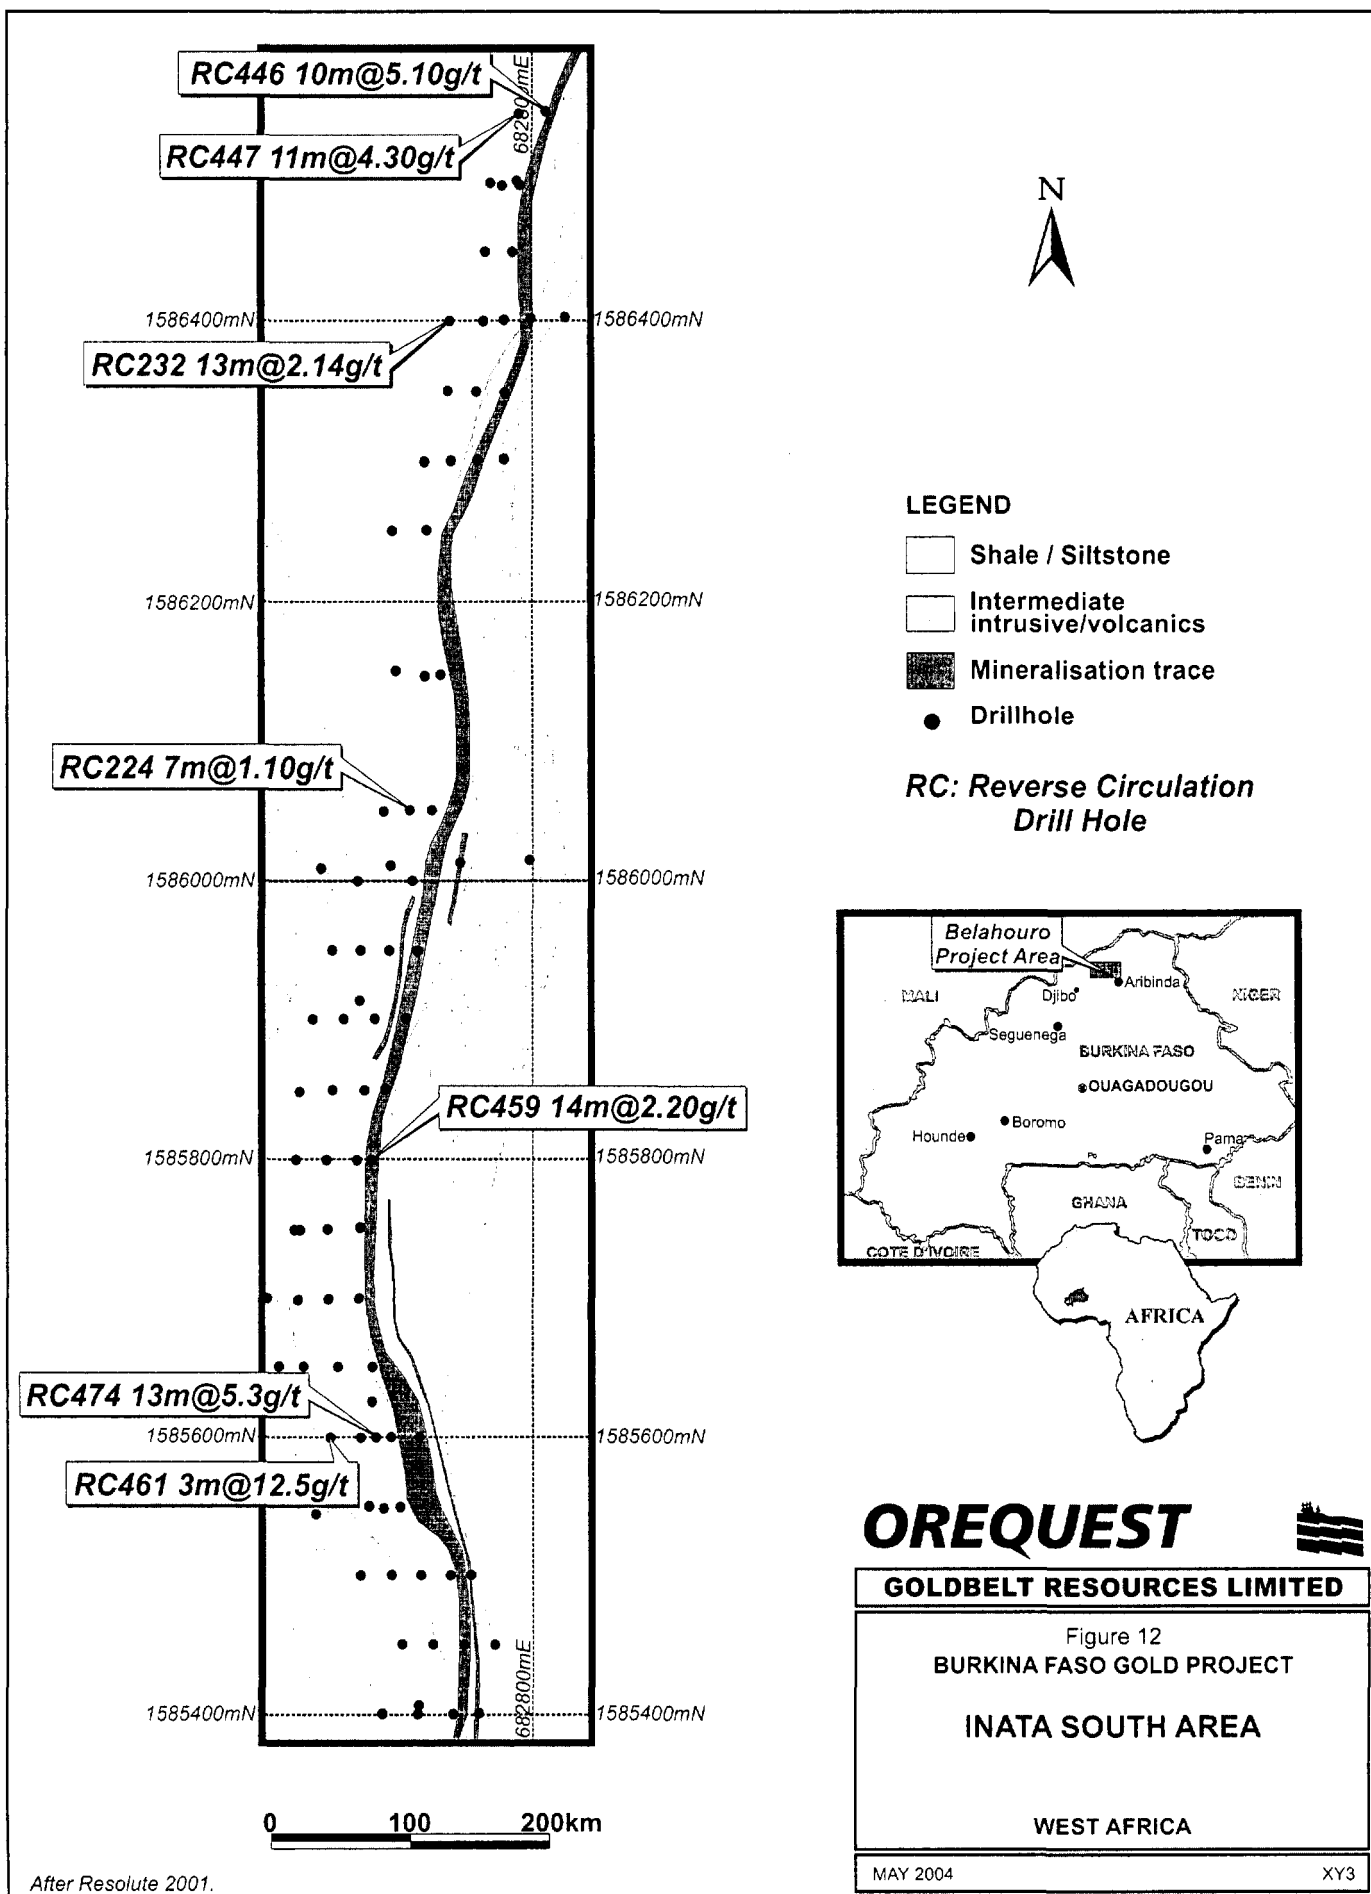 RC446 10m@5.10g/t
RC447 11m@4.30g/t
1586400mN
1586400mN
RC232 13m@2.14g/t
1586200mN
1586200mN
RC224 7m@1.10g/t
1586000mN
1586000mN
RC459 14m@2.20g/t
1585800mN
1585800mN
RC474 13m@5.3g/t
1585600mN
1585600mN
RC461 3m@12.5g/t
682800mE
1585400mN
1585400mN
0 100 200km
After Resolute 2001.
N
LEGEND
Shale / Siltstone
Intermediate
intrusive/volcanics
Mineralisation trace
Drillhole
RC: Reverse Circulation
Drill Hole
Belahouro
Project Area
MALI
Djibo
Aribinda
NIGER
Seguenega
BURKINA FASO
OUAGADOUGOU
Boromo
Hounde
Pama
BENIN
GHANA
TOGO
COTE D'IVOIRE
AFRICA
OREQUEST
GOLDBELT RESOURCES LIMITED
Figure 12
BURKINA FASO GOLD PROJECT
INATA SOUTH AREA
WEST AFRICA
MAY 2004
XY3